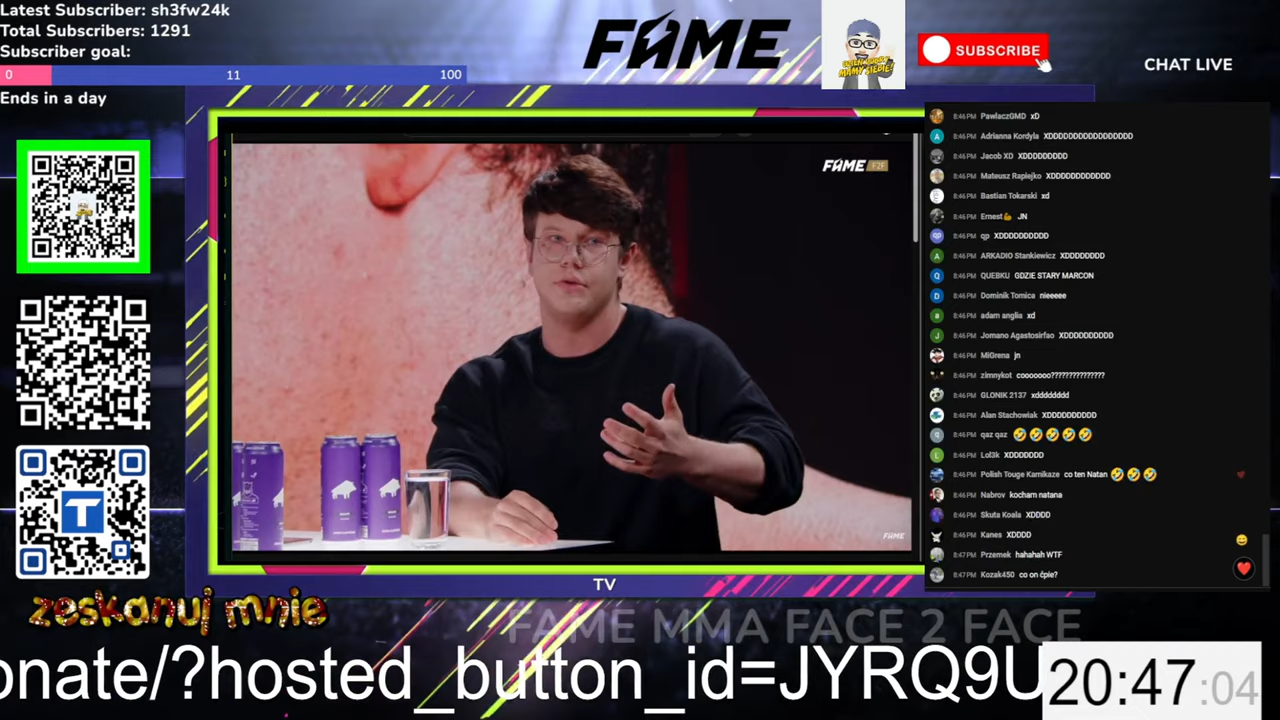 Latest Subscriber: sh3fw24k
Total Subscribers: 1291
Subscriber goal:
0 11 100
Ends in a day
FAME
SUBSCRIBE
CHAT LIVE
FAME F2F
8:46 PM PawlaczGMD xD
8:46 PM Adrianna Kordyla XDDDDDDDDDDDDDDDDD
8:46 PM Jacob XD XDDDDDDDDD
8:46 PM Mateusz Rapiejko XDDDDDDDDDDDD
8:46 PM Bastian Tokarski xd
8:46 PM Ernest💪 JN
8:46 PM qp XDDDDDDDDDD
8:46 PM ARKADIO Stankiewicz XDDDDDDDD
8:46 PM QUEBKU GDZIE STARY MARCON
8:46 PM Dominik Tomica nieeeee
8:46 PM adam anglia xd
8:46 PM Jomano Agastosirfao XDDDDDDDDDD
8:46 PM MiGrena jn
8:46 PM zimnykot cooooooo???????????????
8:46 PM GLONIK 2137 xdddddddd
8:46 PM Alan Stachowiak XDDDDDDDDDD
8:46 PM qaz qaz 🤣🤣🤣🤣🤣
8:46 PM Lol3k XDDDDDDD
8:46 PM Polish Touge Kamikaze co ten Natan 🤣🤣🤣
8:46 PM Nabrov kocham natana
8:46 PM Skuta Koala XDDDD
8:46 PM Kanes XDDDD
8:47 PM Przemek hahahah WTF
8:47 PM Kozak450 co on ćpie?
FAME
TV
zeskanuj mnie
FAME MMA FACE 2 FACE
onate/?hosted_button_id=JYRQ9U
20:47:04